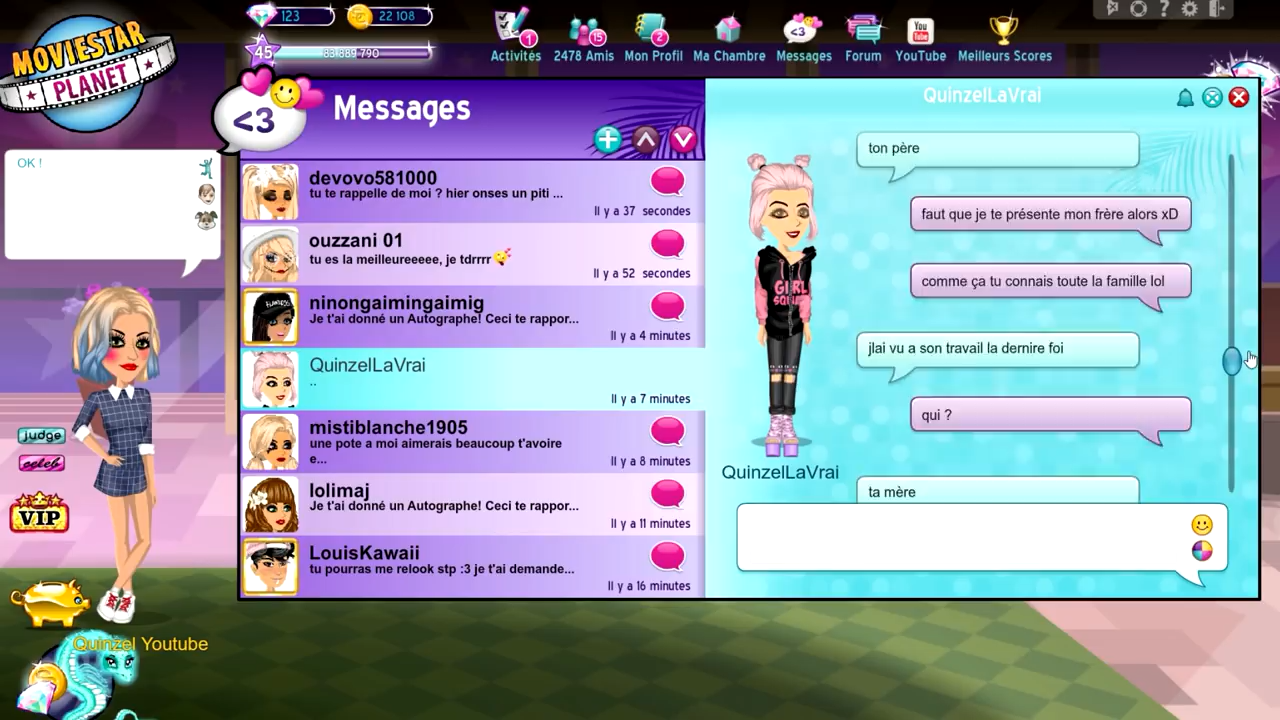 MOVIESTAR
PLANET
123
22 108
45
83 889 790
1
15
2
<3
You
Tube
Activités
2478 Amis
Mon Profil
Ma Chambre
Messages
Forum
YouTube
Meilleurs Scores
<3
Messages
OK !
devovo581000
tu te rappelle de moi ? hier onses un piti ...
Il y a 37 secondes
ouzzani 01
tu es la meilleureeeee, je tdrrrr
Il y a 52 secondes
ninongaimingaimig
Je t'ai donné un Autographe! Ceci te rappor...
Il y a 4 minutes
QuinzelLaVrai
..
Il y a 7 minutes
mistiblanche1905
une pote a moi aimerais beaucoup t'avoire
e...
Il y a 8 minutes
lolimaj
Je t'ai donné un Autographe! Ceci te rappor...
Il y a 11 minutes
LouisKawaii
tu pourras me relook stp :3 je t'ai demande...
Il y a 16 minutes
QuinzelLaVrai
ton père
faut que je te présente mon frère alors xD
comme ça tu connais toute la famille lol
jlai vu a son travail la dernire foi
qui ?
ta mère
GIRL
SQUAD
QuinzelLaVrai
judge
celeb
VIP
Quinzel Youtube